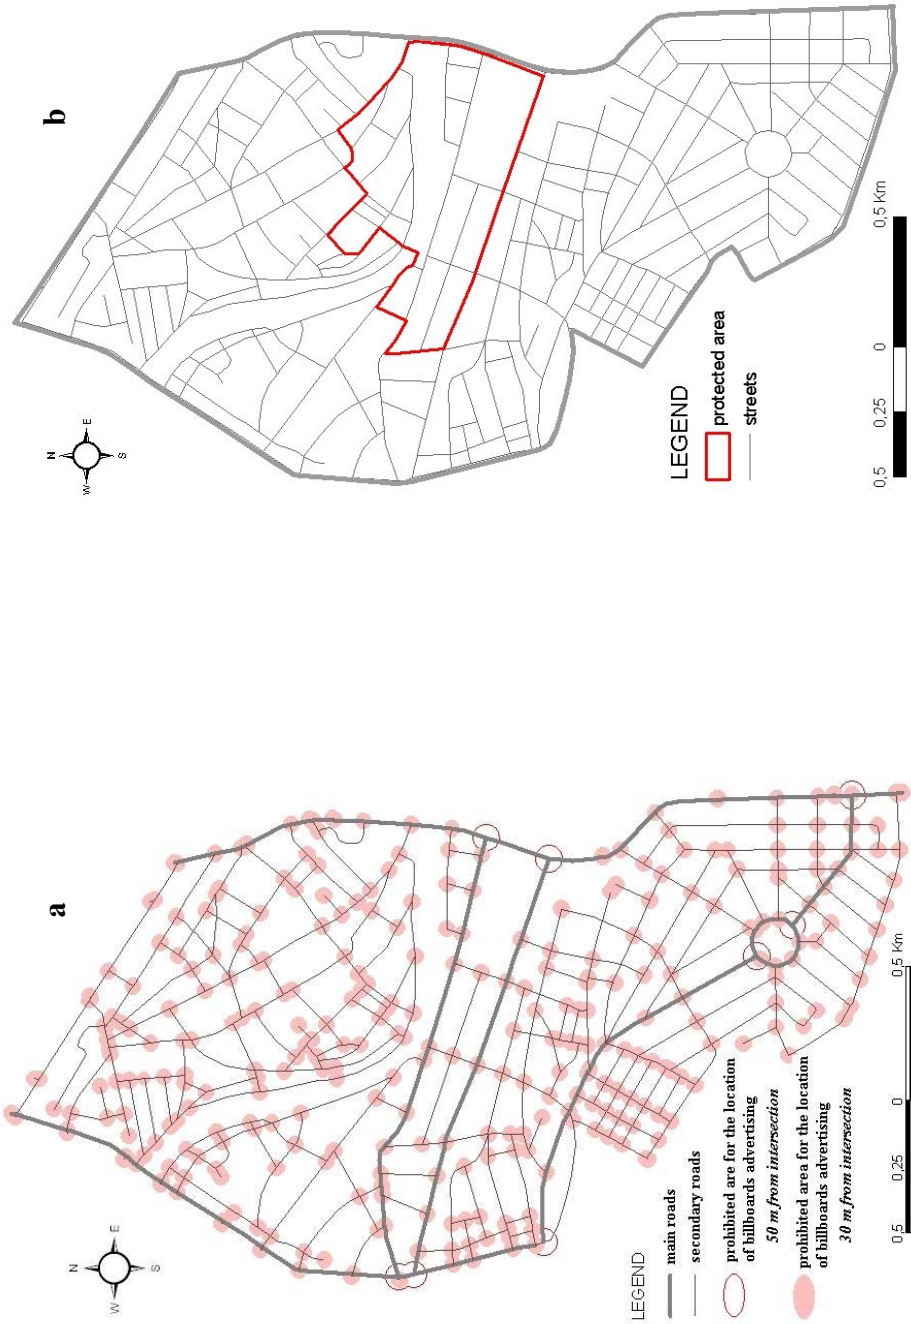 b
N
W
E
S
LEGEND
protected area
streets
0,5
0,25
0
0,5 Km
a
N
W
E
S
LEGEND
main roads
secondary roads
prohibited are for the location
of billboards advertising
50 m from intersection
prohibited area for the location
of billboards advertising
30 m from intersection
0,5
0,25
0
0,5 Km